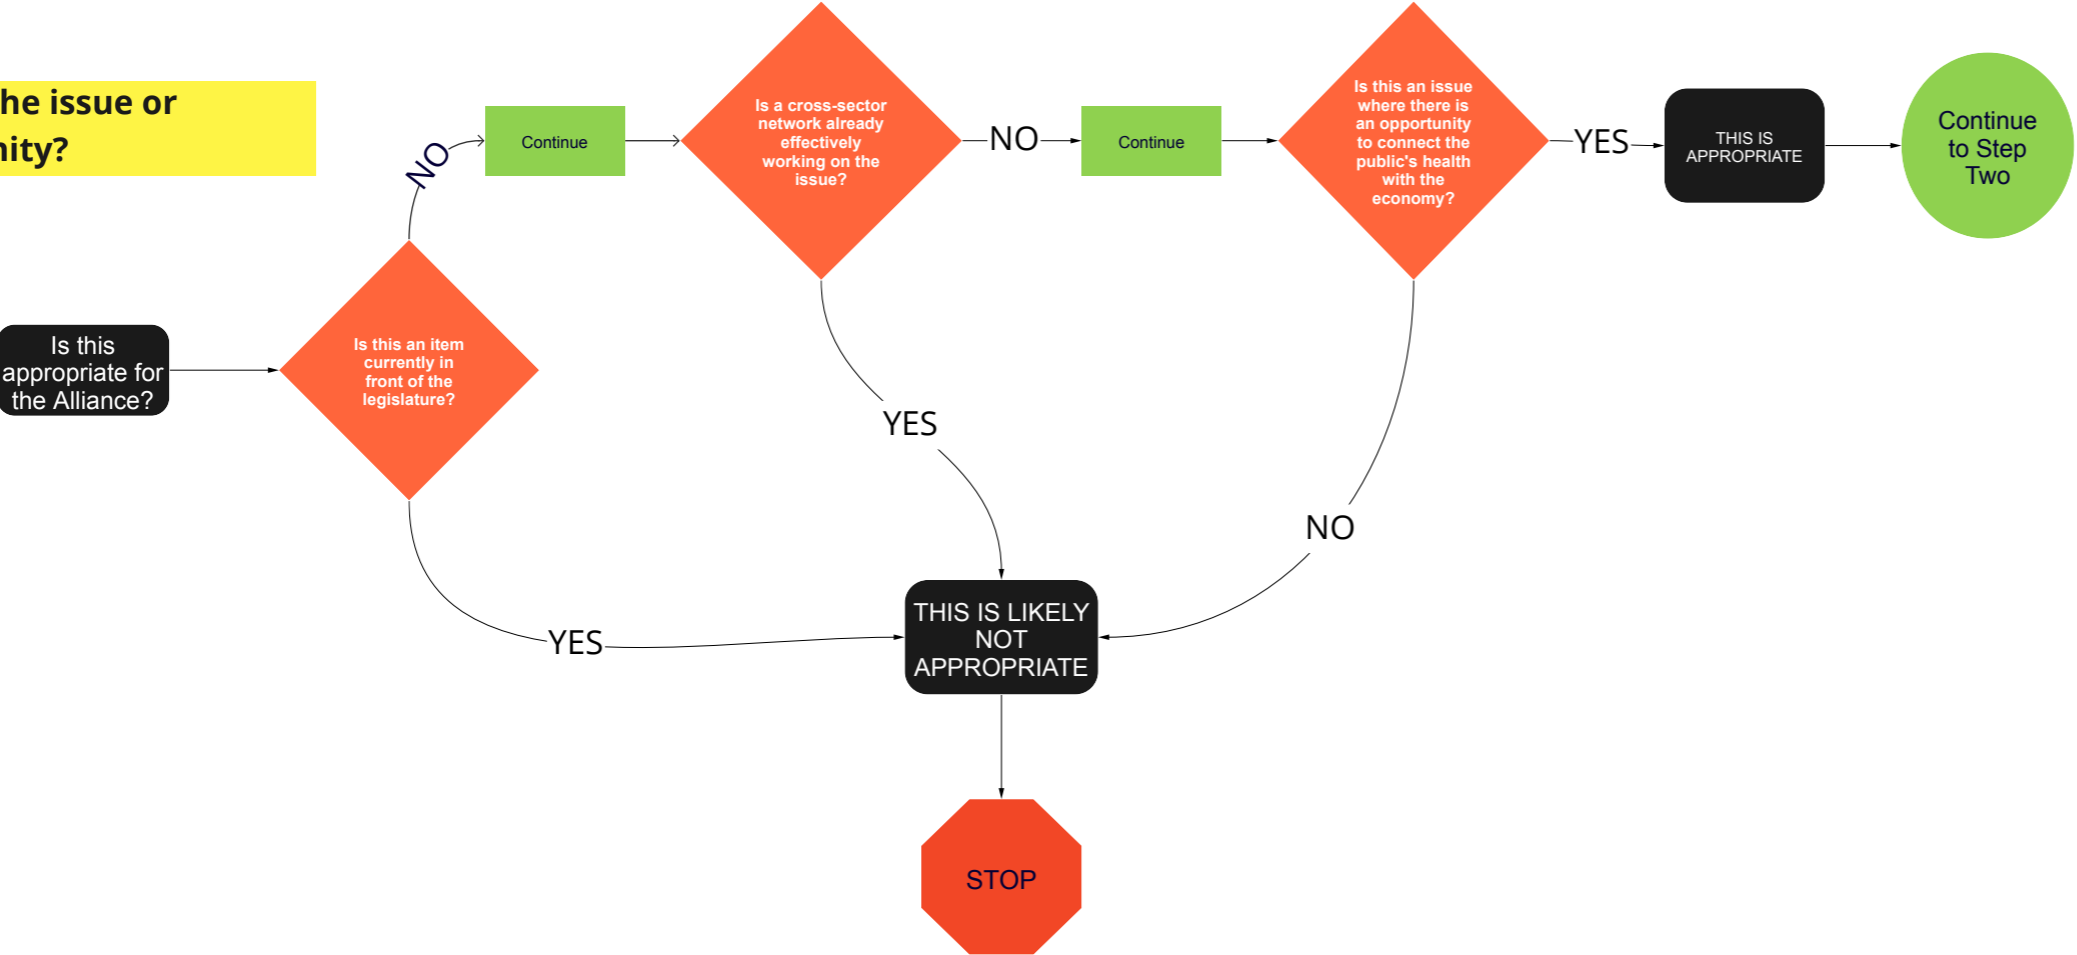 he issue or
nity?
Is this
appropriate for
the Alliance?
Is this an item
currently in
front of the
legislature?
NO
Continue
Is a cross-sector
network already
effectively
working on the
issue?
NO
Continue
Is this an issue
where there is
an opportunity
to connect the
public's health
with the
economy?
YES
THIS IS
APPROPRIATE
Continue
to Step
Two
YES
YES
NO
THIS IS LIKELY
NOT
APPROPRIATE
STOP